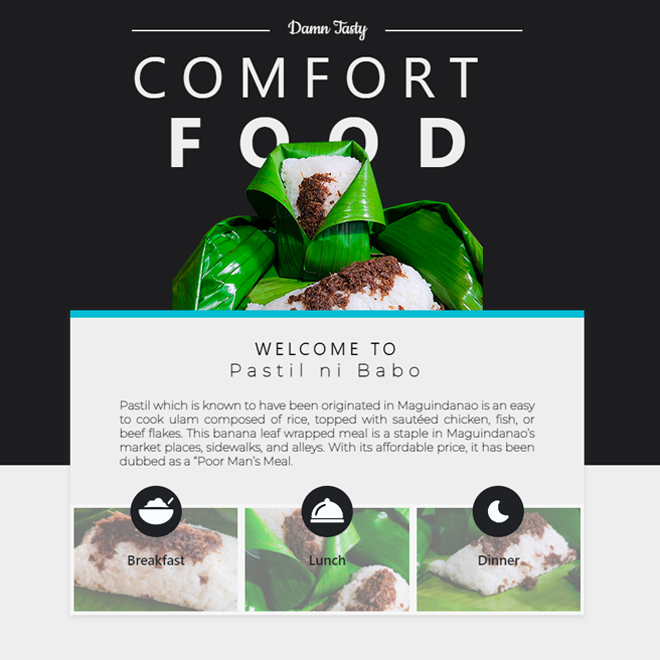 Damn Tasty
COMFORT
FOOD
WELCOME TO
Pastil ni Babo
Pastil which is known to have been originated in Maguindanao is an easy
to cook ulam composed of rice, topped with sautéed chicken, fish, or
beef flakes. This banana leaf wrapped meal is a staple in Maguindanao's
market places, sidewalks, and alleys. With its affordable price, it has been
dubbed as a "Poor Man's Meal.
Breakfast
Lunch
Dinner